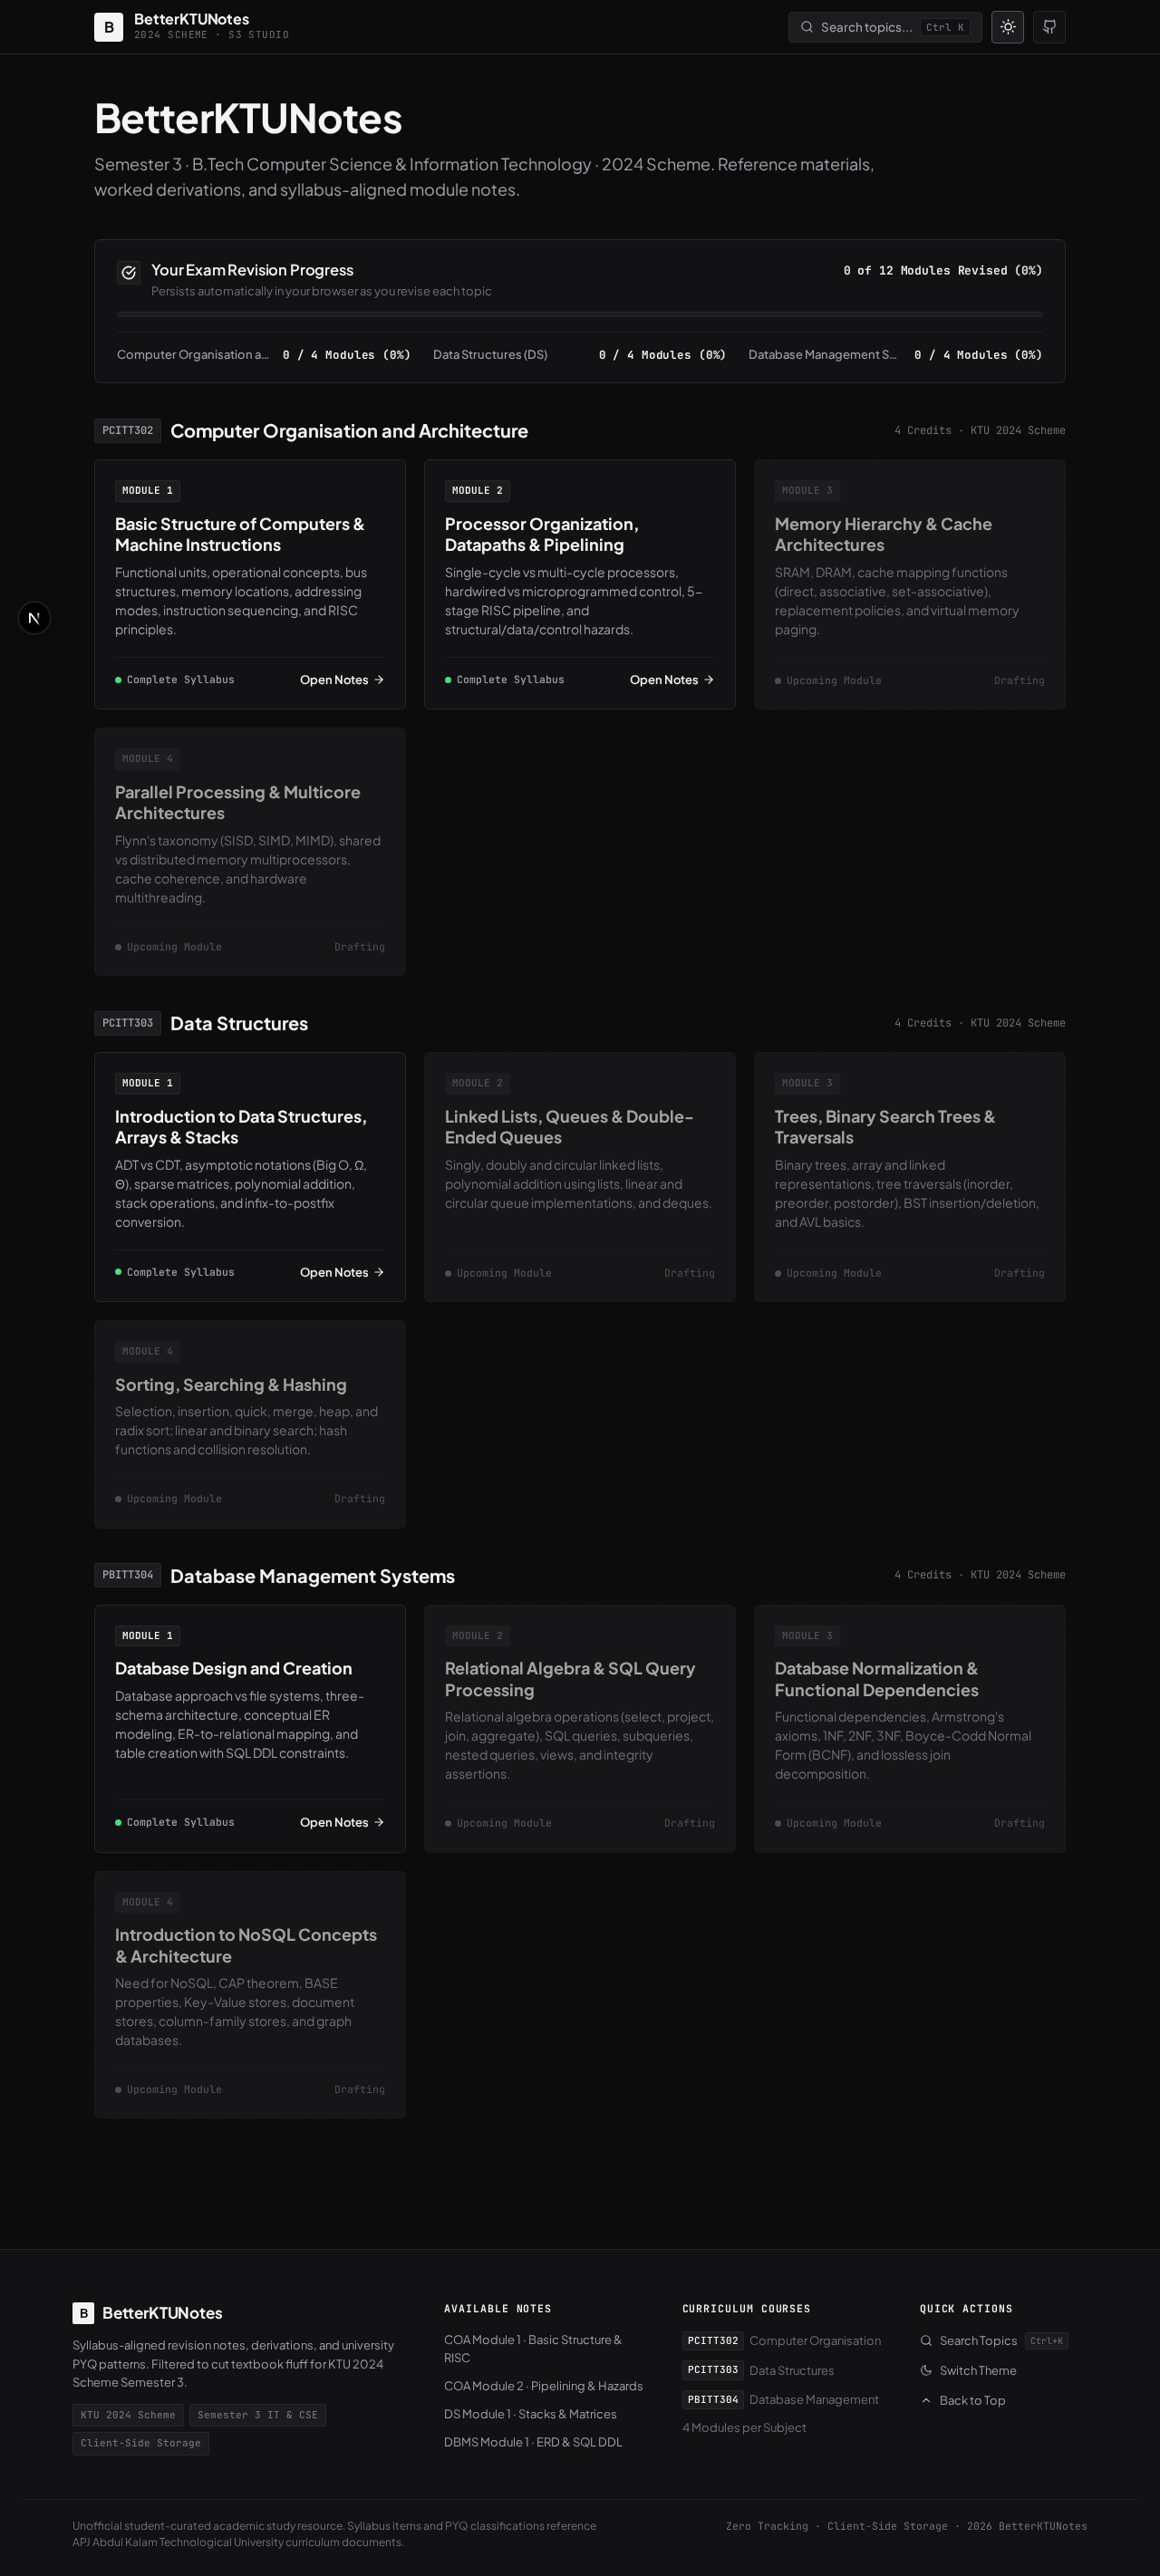 B
BetterKTUNotes
2024 SCHEME · S3 STUDIO
Search topics...
Ctrl K
BetterKTUNotes
Semester 3 · B.Tech Computer Science & Information Technology · 2024 Scheme. Reference materials,
worked derivations, and syllabus-aligned module notes.
Your Exam Revision Progress
0 of 12 Modules Revised (0%)
Persists automatically in your browser as you revise each topic
Computer Organisation a... 0 / 4 Modules (0%)
Data Structures (DS) 0 / 4 Modules (0%)
Database Management S... 0 / 4 Modules (0%)
PCITT302 Computer Organisation and Architecture
4 Credits · KTU 2024 Scheme
MODULE 1
Basic Structure of Computers &
Machine Instructions
Functional units, operational concepts, bus
structures, memory locations, addressing
modes, instruction sequencing, and RISC
principles.
Complete Syllabus
Open Notes →
MODULE 2
Processor Organization,
Datapaths & Pipelining
Single-cycle vs multi-cycle processors,
hardwired vs microprogrammed control, 5-
stage RISC pipeline, and
structural/data/control hazards.
Complete Syllabus
Open Notes →
MODULE 3
Memory Hierarchy & Cache
Architectures
SRAM, DRAM, cache mapping functions
(direct, associative, set-associative),
replacement policies, and virtual memory
paging.
Upcoming Module
Drafting
MODULE 4
Parallel Processing & Multicore
Architectures
Flynn's taxonomy (SISD, SIMD, MIMD), shared
vs distributed memory multiprocessors,
cache coherence, and hardware
multithreading.
Upcoming Module
Drafting
PCITT303 Data Structures
4 Credits · KTU 2024 Scheme
MODULE 1
Introduction to Data Structures,
Arrays & Stacks
ADT vs CDT, asymptotic notations (Big O, Ω,
Θ), sparse matrices, polynomial addition,
stack operations, and infix-to-postfix
conversion.
Complete Syllabus
Open Notes →
MODULE 2
Linked Lists, Queues & Double-
Ended Queues
Singly, doubly and circular linked lists,
polynomial addition using lists, linear and
circular queue implementations, and deques.
Upcoming Module
Drafting
MODULE 3
Trees, Binary Search Trees &
Traversals
Binary trees, array and linked
representations, tree traversals (inorder,
preorder, postorder), BST insertion/deletion,
and AVL basics.
Upcoming Module
Drafting
MODULE 4
Sorting, Searching & Hashing
Selection, insertion, quick, merge, heap, and
radix sort; linear and binary search; hash
functions and collision resolution.
Upcoming Module
Drafting
PBITT304 Database Management Systems
4 Credits · KTU 2024 Scheme
MODULE 1
Database Design and Creation
Database approach vs file systems, three-
schema architecture, conceptual ER
modeling, ER-to-relational mapping, and
table creation with SQL DDL constraints.
Complete Syllabus
Open Notes →
MODULE 2
Relational Algebra & SQL Query
Processing
Relational algebra operations (select, project,
join, aggregate), SQL queries, subqueries,
nested queries, views, and integrity
assertions.
Upcoming Module
Drafting
MODULE 3
Database Normalization &
Functional Dependencies
Functional dependencies, Armstrong's
axioms, 1NF, 2NF, 3NF, Boyce-Codd Normal
Form (BCNF), and lossless join
decomposition.
Upcoming Module
Drafting
MODULE 4
Introduction to NoSQL Concepts
& Architecture
Need for NoSQL, CAP theorem, BASE
properties, Key-Value stores, document
stores, column-family stores, and graph
databases.
Upcoming Module
Drafting
N
B BetterKTUNotes
Syllabus-aligned revision notes, derivations, and university
PYQ patterns. Filtered to cut textbook fluff for KTU 2024
Scheme Semester 3.
KTU 2024 Scheme
Semester 3 IT & CSE
Client-Side Storage
AVAILABLE NOTES
COA Module 1 · Basic Structure &
RISC
COA Module 2 · Pipelining & Hazards
DS Module 1 · Stacks & Matrices
DBMS Module 1 · ERD & SQL DDL
CURRICULUM COURSES
PCITT302 Computer Organisation
PCITT303 Data Structures
PBITT304 Database Management
4 Modules per Subject
QUICK ACTIONS
Search Topics Ctrl+K
Switch Theme
Back to Top
Unofficial student-curated academic study resource. Syllabus items and PYQ classifications reference
APJ Abdul Kalam Technological University curriculum documents.
Zero Tracking · Client-Side Storage · 2026 BetterKTUNotes